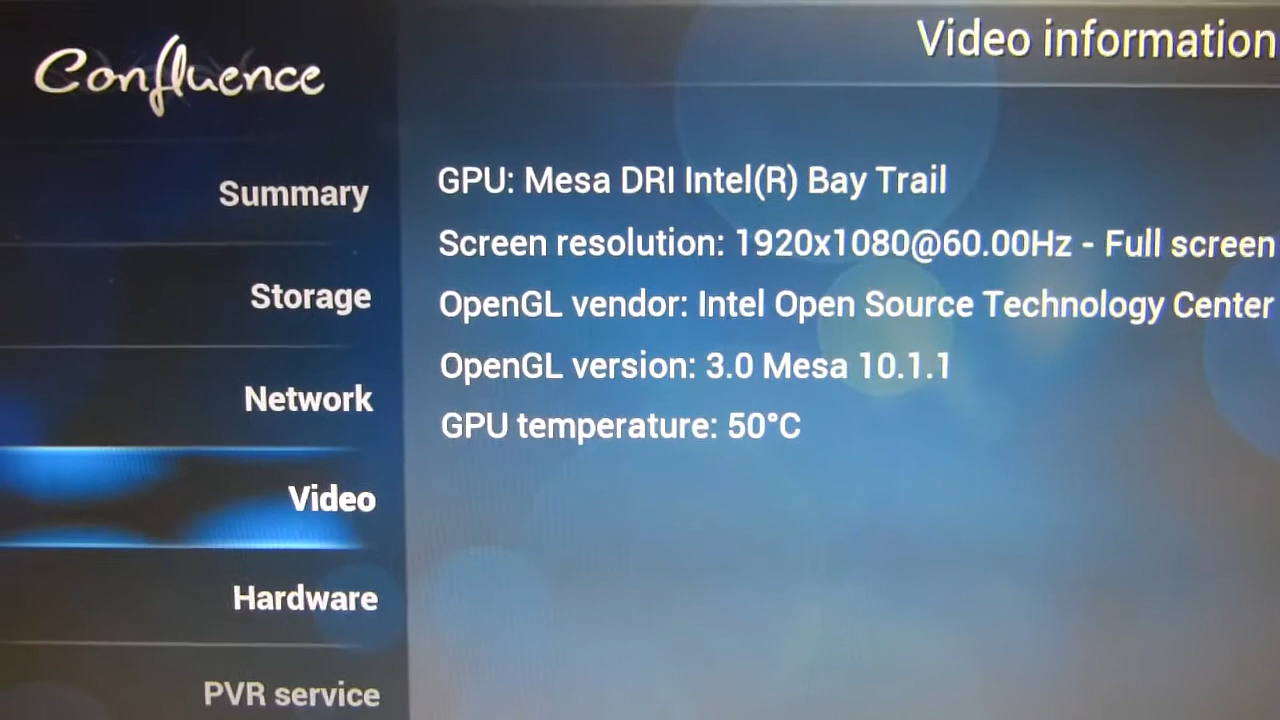 Confluence
Video information
Summary
Storage
Network
Video
Hardware
PVR service
GPU: Mesa DRI Intel(R) Bay Trail
Screen resolution: 1920x1080@60.00Hz - Full screen
OpenGL vendor: Intel Open Source Technology Center
OpenGL version: 3.0 Mesa 10.1.1
GPU temperature: 50°C